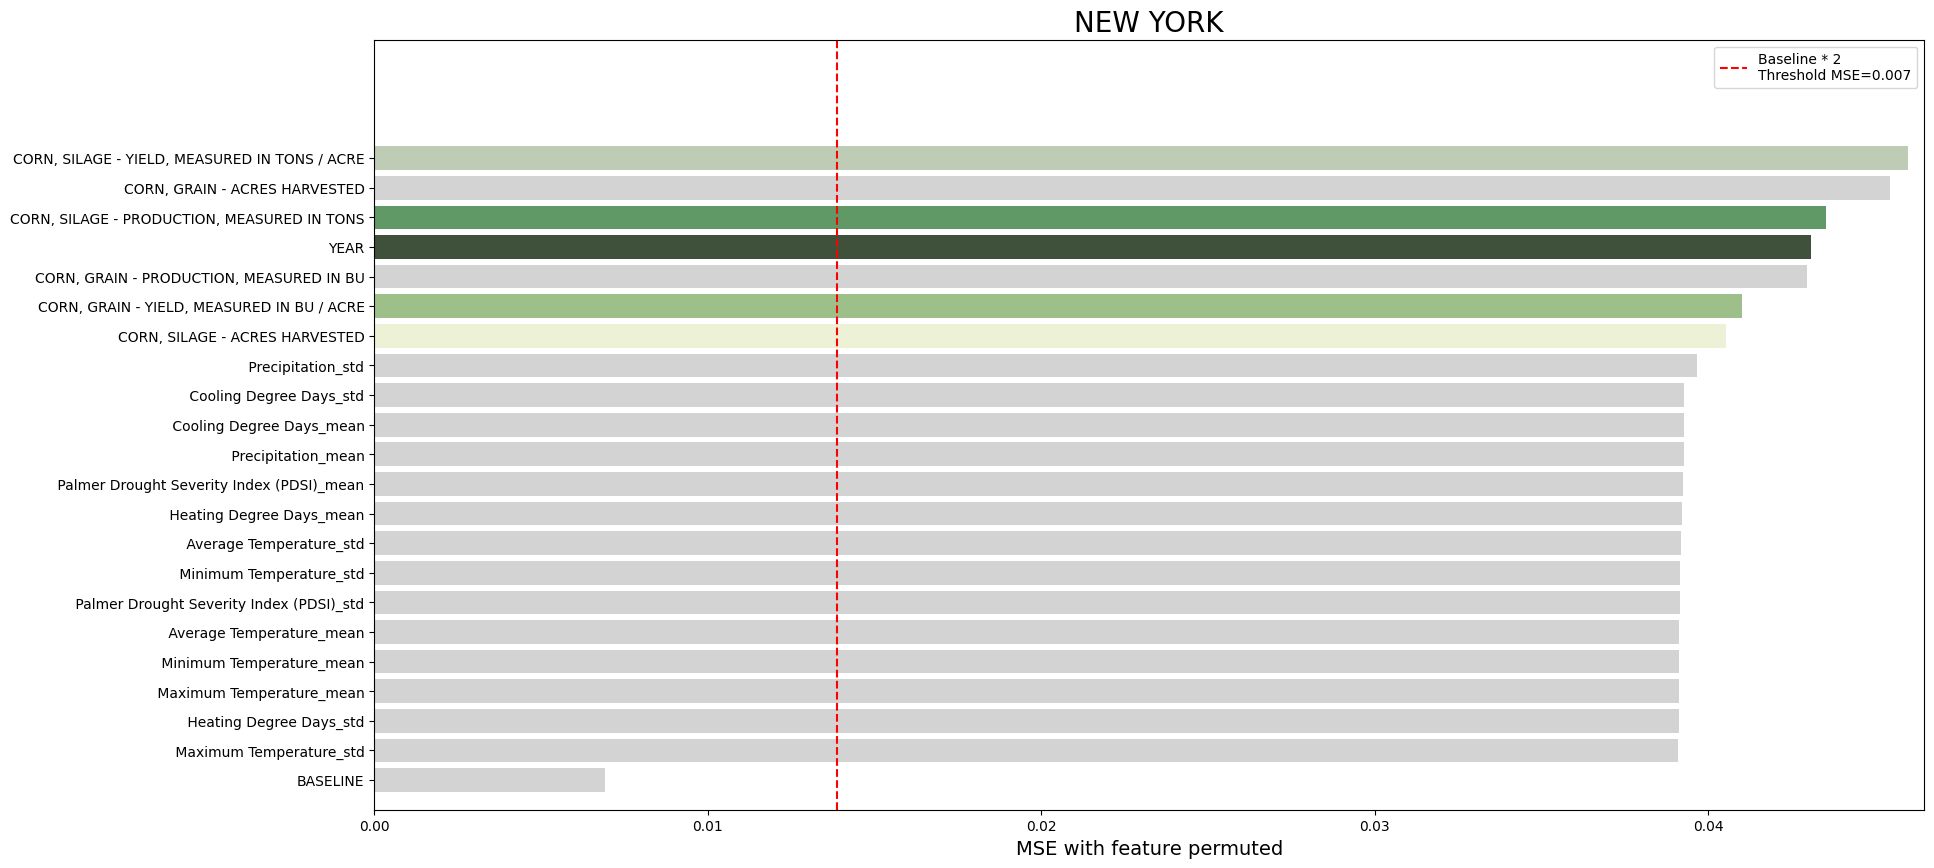 NEW YORK
Baseline * 2
Threshold MSE=0.007
CORN, SILAGE - YIELD, MEASURED IN TONS / ACRE
CORN, GRAIN - ACRES HARVESTED
CORN, SILAGE - PRODUCTION, MEASURED IN TONS
YEAR
CORN, GRAIN - PRODUCTION, MEASURED IN BU
CORN, GRAIN - YIELD, MEASURED IN BU / ACRE
CORN, SILAGE - ACRES HARVESTED
Precipitation_std
Cooling Degree Days_std
Cooling Degree Days_mean
Precipitation_mean
Palmer Drought Severity Index (PDSI)_mean
Heating Degree Days_mean
Average Temperature_std
Minimum Temperature_std
Palmer Drought Severity Index (PDSI)_std
Average Temperature_mean
Minimum Temperature_mean
Maximum Temperature_mean
Heating Degree Days_std
Maximum Temperature_std
BASELINE
0.00 0.01 0.02 0.03 0.04
MSE with feature permuted